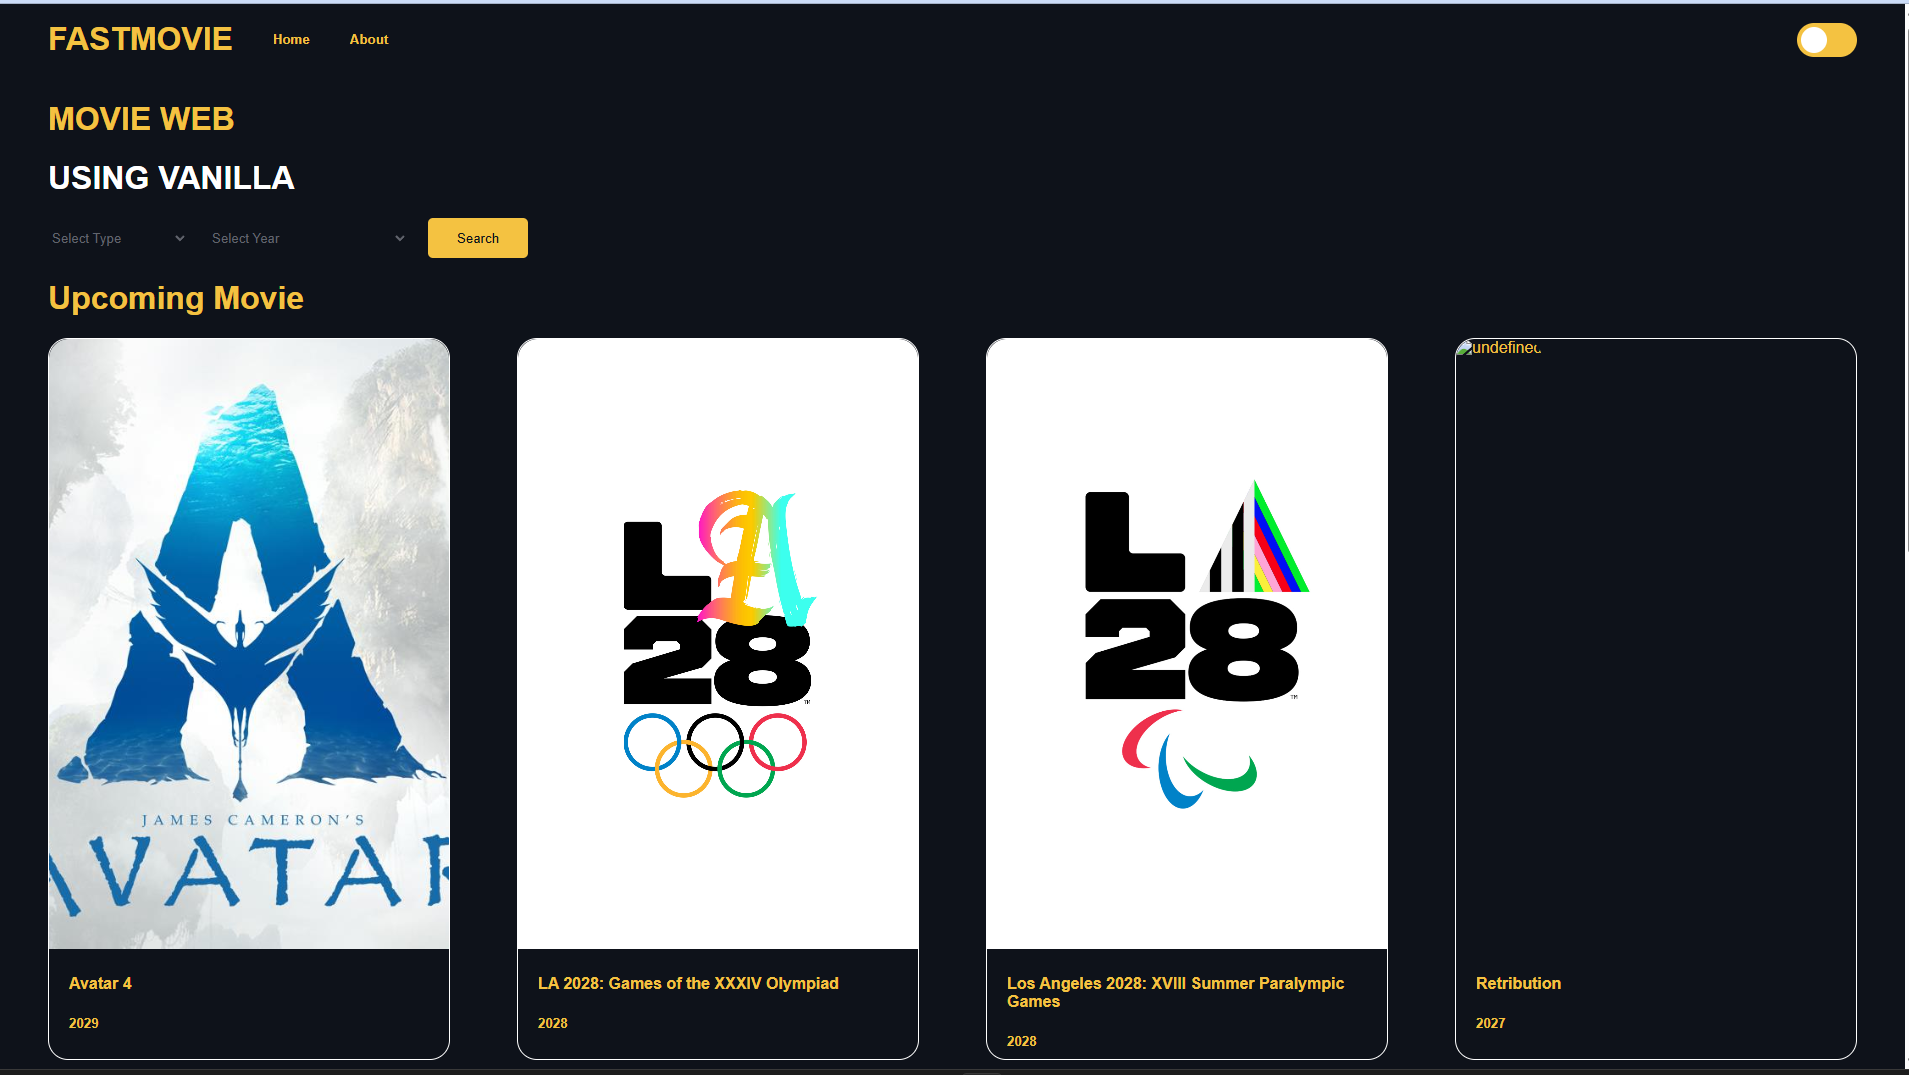 FASTMOVIE Home About
MOVIE WEB
USING VANILLA
Select Type Select Year Search
Upcoming Movie
JAMES CAMERON'S
AVATAR
Avatar 4
2029
LA
28
TM
LA 2028: Games of the XXXIV Olympiad
2028
LA
28
TM
Los Angeles 2028: XVIII Summer Paralympic
Games
2028
undefined
Retribution
2027